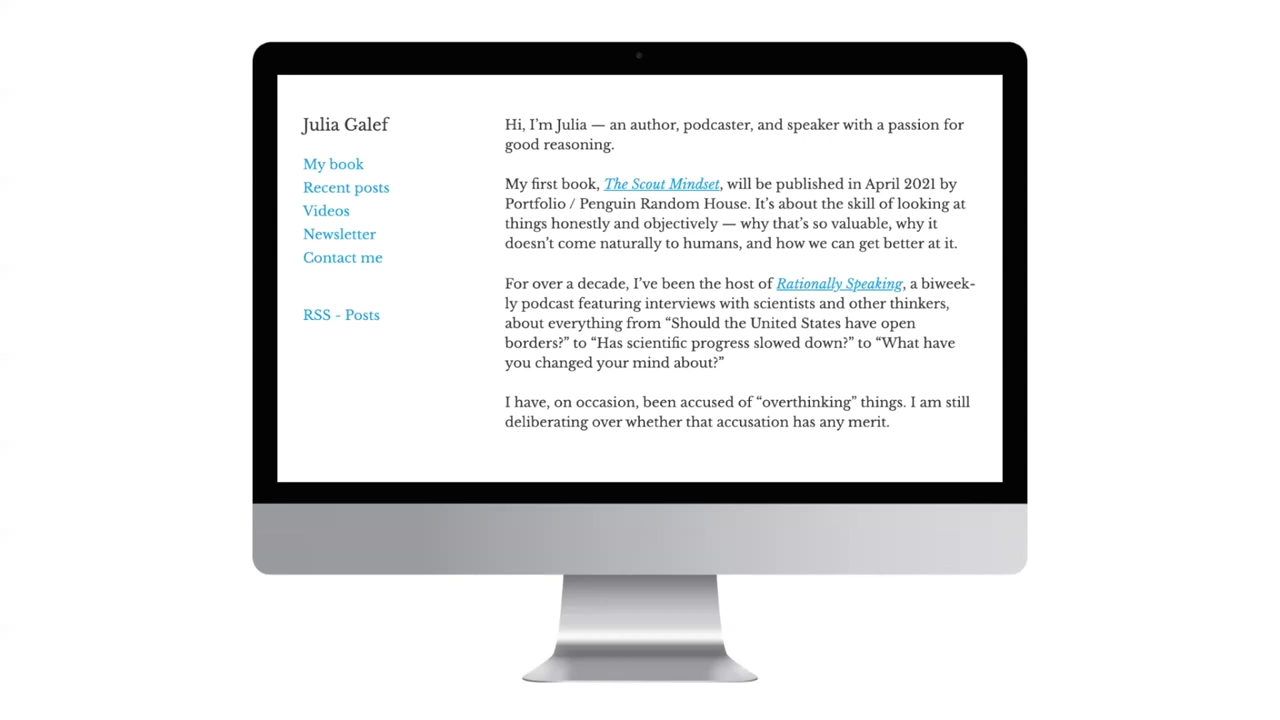 Julia Galef
My book
Recent posts
Videos
Newsletter
Contact me
RSS - Posts
Hi, I’m Julia — an author, podcaster, and speaker with a passion for
good reasoning.
My first book, The Scout Mindset, will be published in April 2021 by
Portfolio / Penguin Random House. It’s about the skill of looking at
things honestly and objectively — why that’s so valuable, why it
doesn’t come naturally to humans, and how we can get better at it.
For over a decade, I’ve been the host of Rationally Speaking, a biweek-
ly podcast featuring interviews with scientists and other thinkers,
about everything from “Should the United States have open
borders?” to “Has scientific progress slowed down?” to “What have
you changed your mind about?”
I have, on occasion, been accused of “overthinking” things. I am still
deliberating over whether that accusation has any merit.